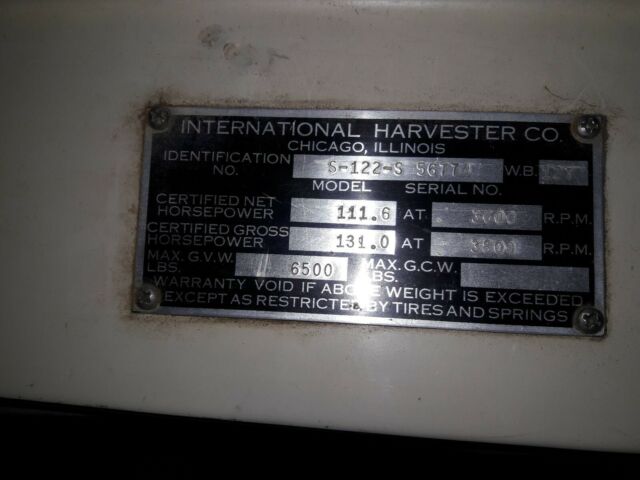 INTERNATIONAL HARVESTER CO.
CHICAGO, ILLINOIS
IDENTIFICATION NO. S-122-S W.B.
MODEL SERIAL NO.
CERTIFIED NET HORSEPOWER 111.6 AT R.P.M.
CERTIFIED GROSS HORSEPOWER 131.0 AT R.P.M.
MAX. G.V.W. LBS. 6500 MAX. G.C.W. LBS.
WARRANTY VOID IF ABOVE WEIGHT IS EXCEEDED
EXCEPT AS RESTRICTED BY TIRES AND SPRINGS